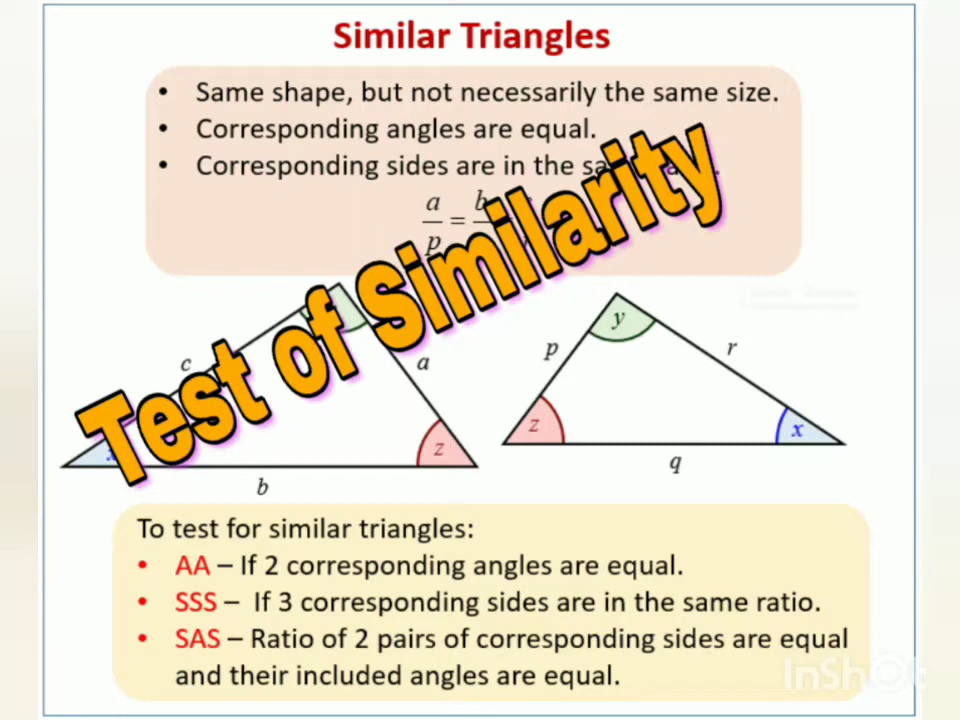 Similar Triangles
• Same shape, but not necessarily the same size.
• Corresponding angles are equal.
• Corresponding sides are in the
a/p = b
Test of Similarity
c
a
x
z
b
y
p
r
z
x
q
To test for similar triangles:
• AA – If 2 corresponding angles are equal.
• SSS – If 3 corresponding sides are in the same ratio.
• SAS – Ratio of 2 pairs of corresponding sides are equal
and their included angles are equal.
InShOt